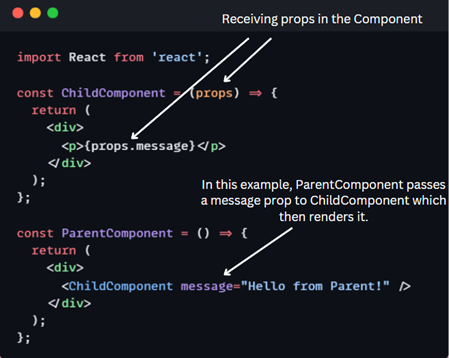 Receiving props in the Component
import React from 'react';
const ChildComponent = (props) => {
return (
<div>
<p>{props.message}</p>
</div>
);
};
In this example, ParentComponent passes
a message prop to ChildComponent which
then renders it.
const ParentComponent = () => {
return (
<div>
<ChildComponent message="Hello from Parent!" />
</div>
);
};